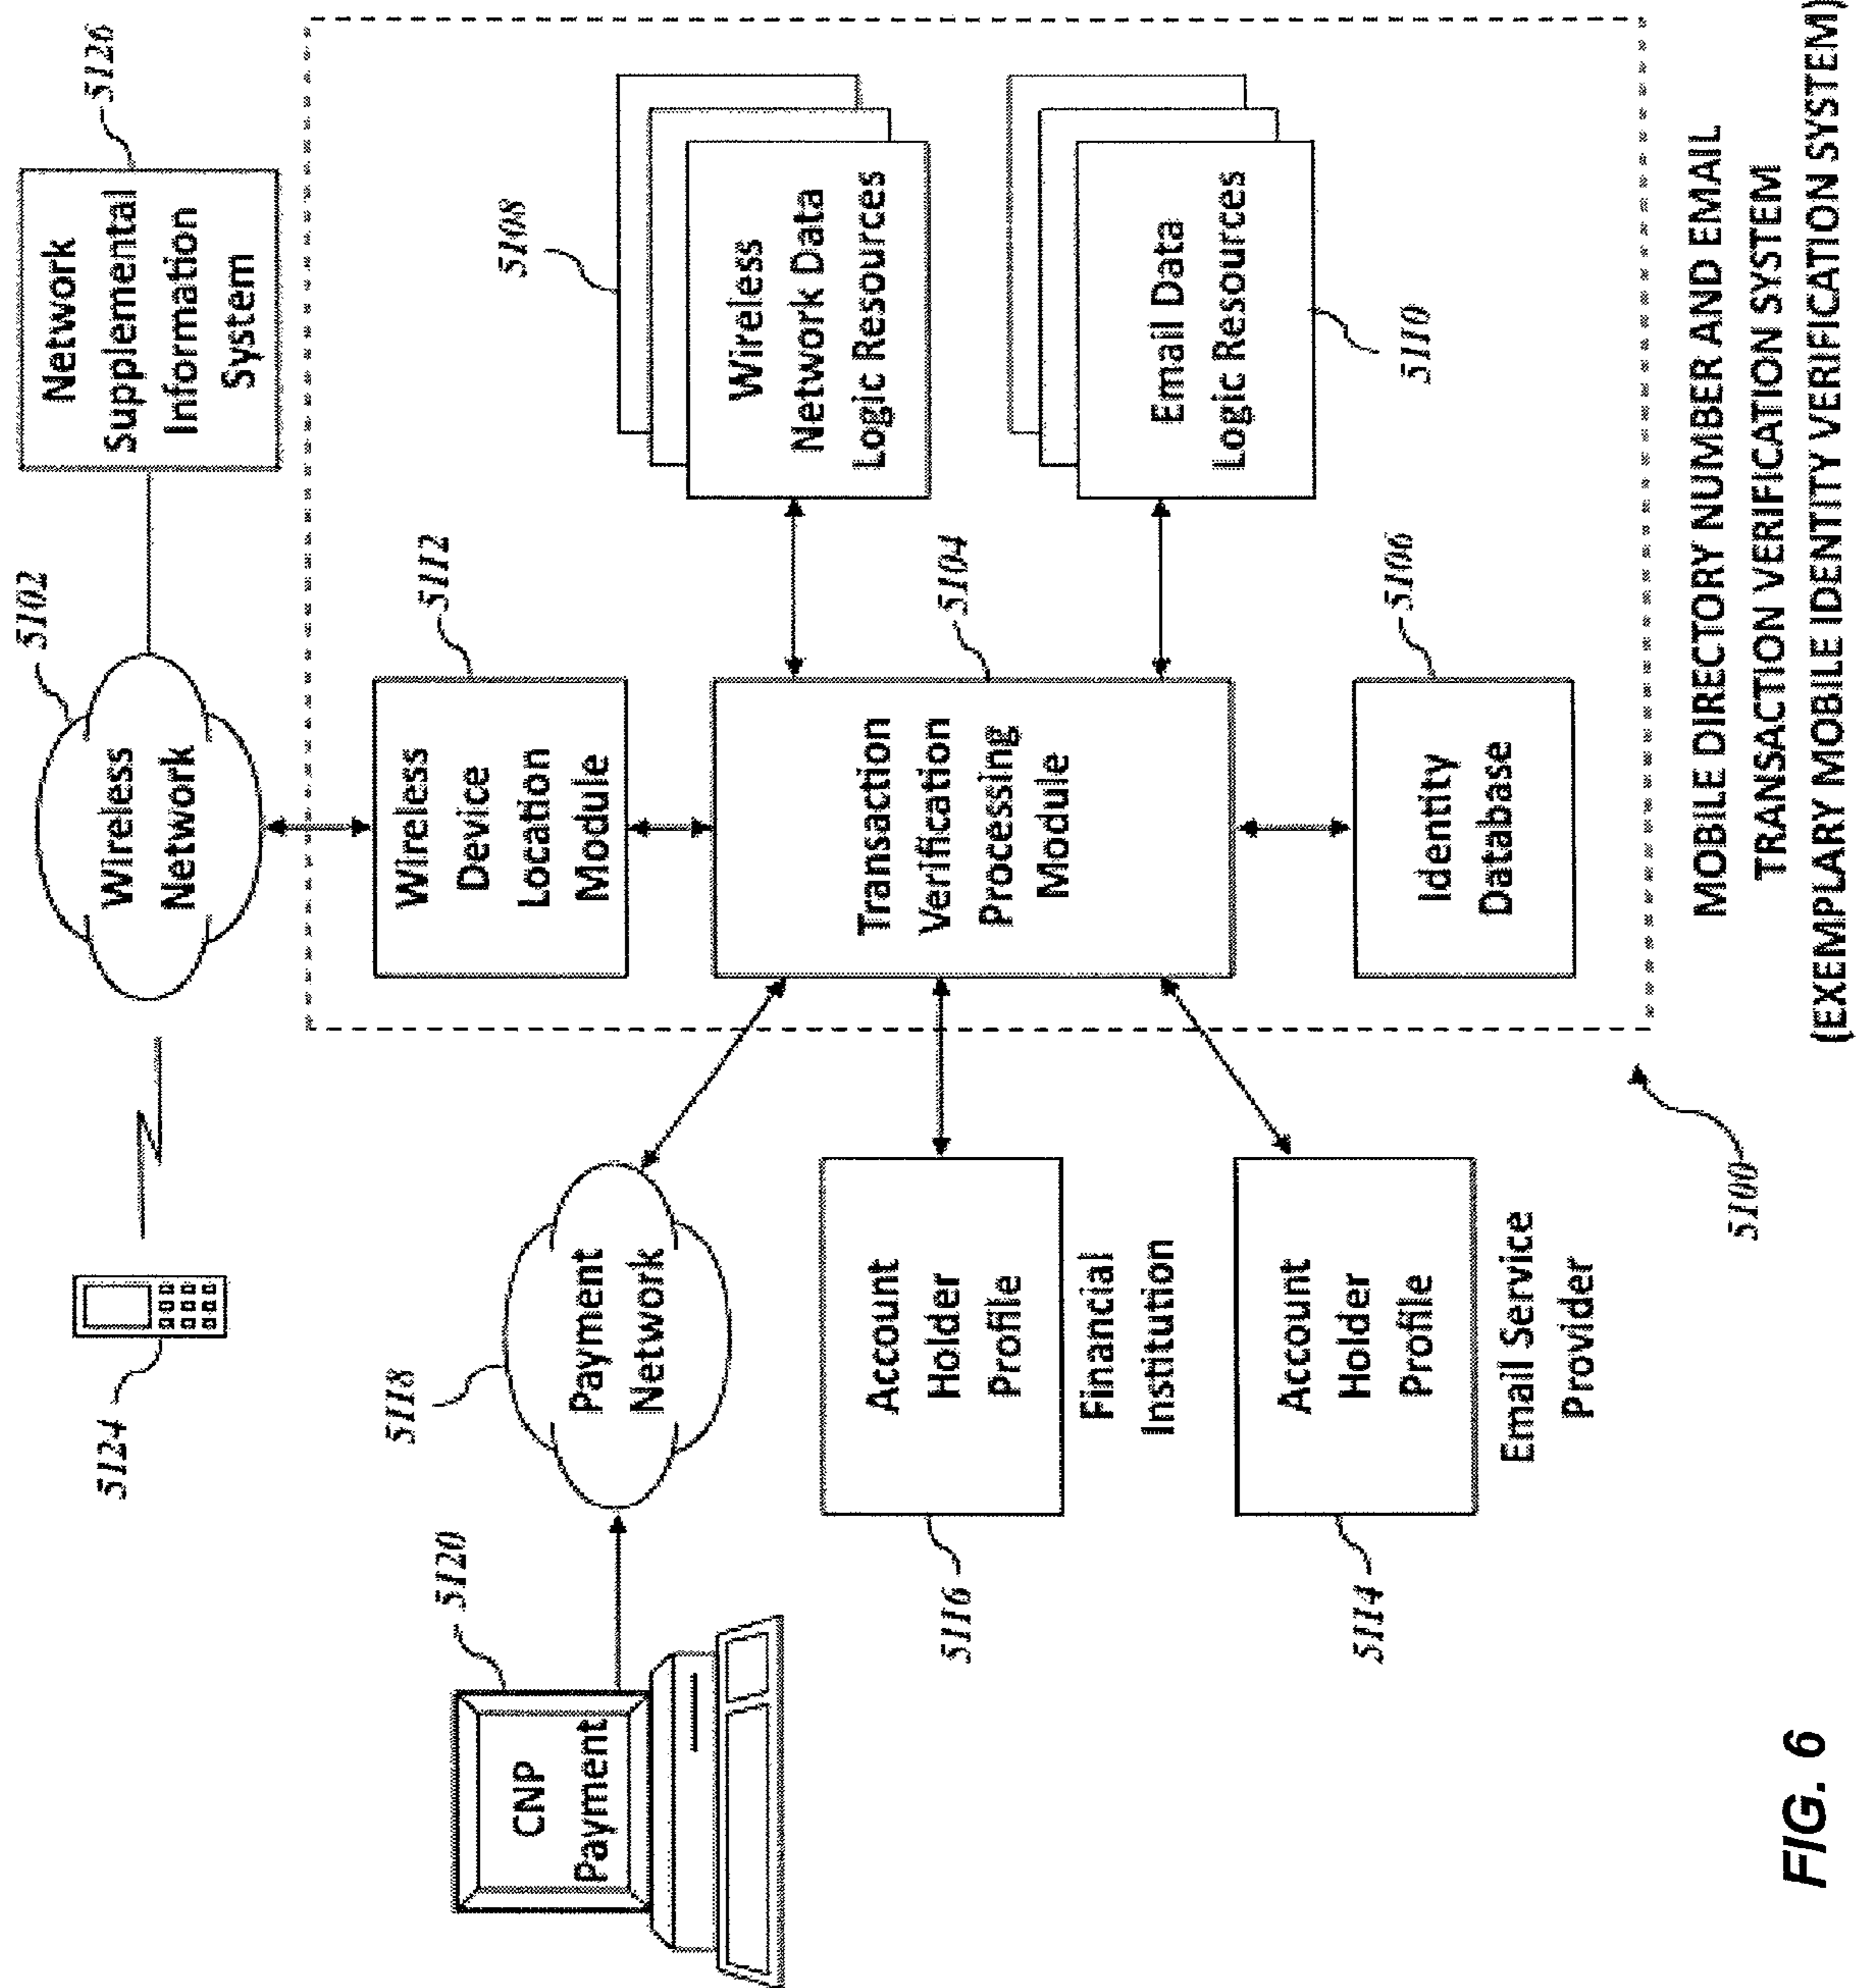 5126
Network
Supplemental
Information
System
5102
Wireless
Network
5124
5112
Wireless
Device
Location
Module
5108
Wireless
Network Data
Logic Resources
5104
Transaction
Verification
Processing
Module
Email Data
Logic Resources
5110
5106
Identity
Database
5118
Payment
Network
5120
CNP
Payment
5116
Account
Holder
Profile
Financial
Institution
5114
Account
Holder
Profile
Email Service
Provider
5100
MOBILE DIRECTORY NUMBER AND EMAIL
TRANSACTION VERIFICATION SYSTEM
(EXEMPLARY MOBILE IDENTITY VERIFICATION SYSTEM)
FIG. 6